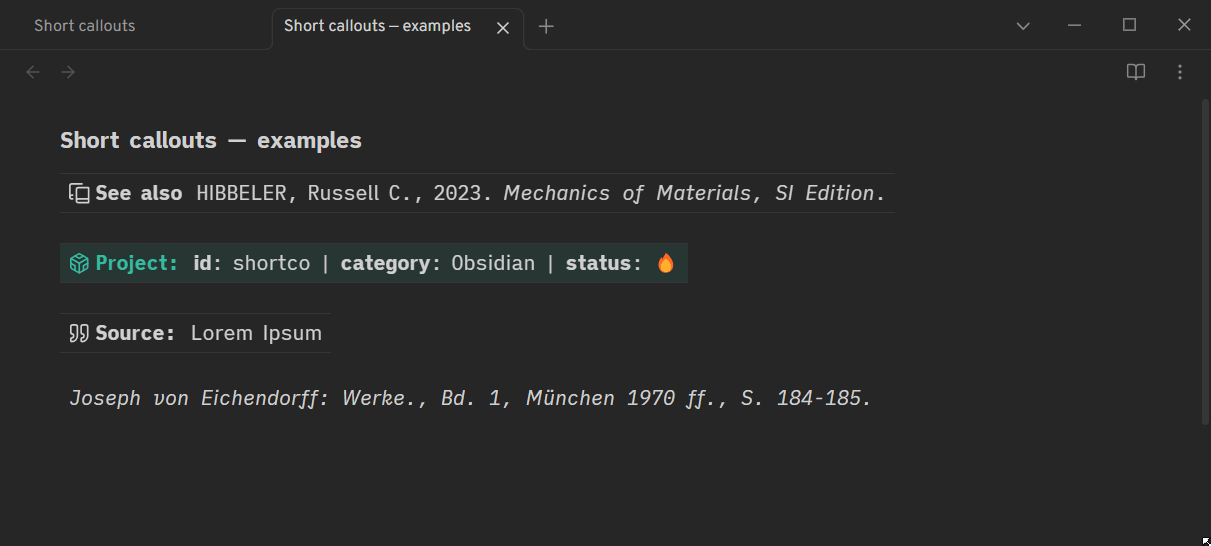 Short callouts
Short callouts – examples
Short callouts — examples
See also HIBBELER, Russell C., 2023. Mechanics of Materials, SI Edition.
Project: id: shortco | category: Obsidian | status: 🔥
Source: Lorem Ipsum
Joseph von Eichendorff: Werke., Bd. 1, München 1970 ff., S. 184-185.